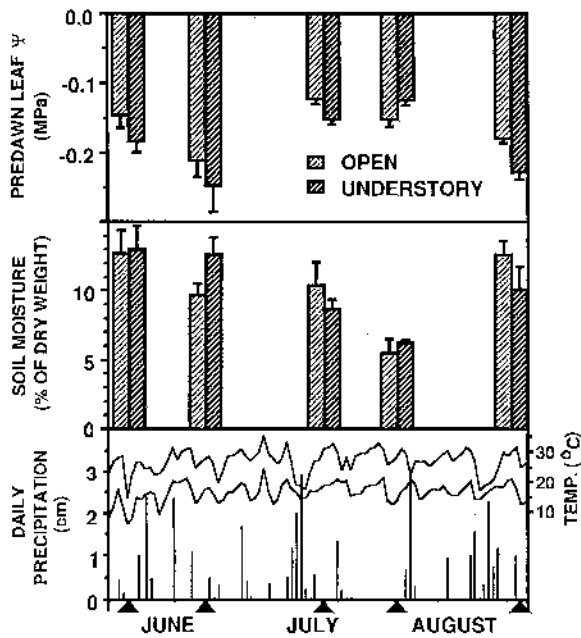 0.0
-0.1
-0.2
PREDAWN LEAF Ψ
(MPa)
OPEN
UNDERSTORY
10
5
0
SOIL MOISTURE
(% OF DRY WEIGHT)
3
2
1
0
DAILY
PRECIPITATION
(cm)
30
20
10
TEMP. (°C)
JUNE
JULY
AUGUST